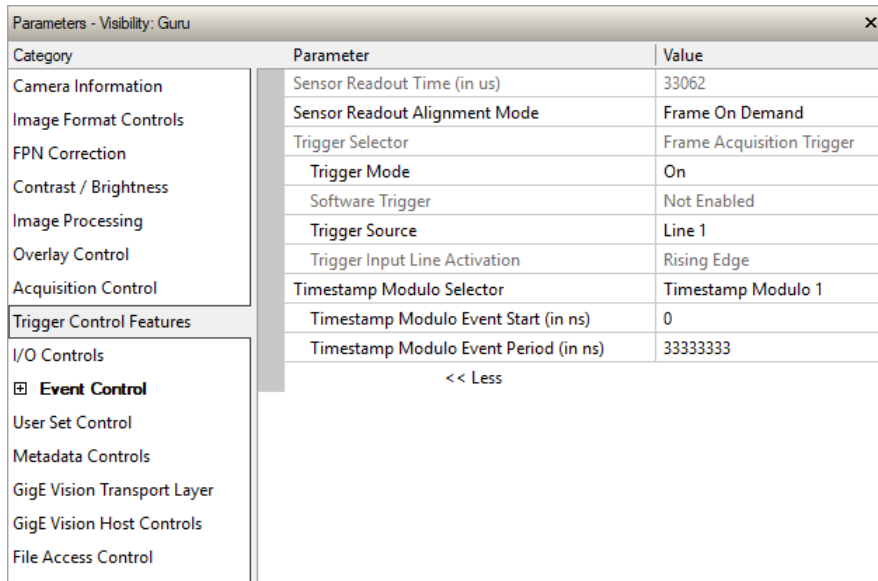 Parameters - Visibility: Guru ×
Category Parameter Value
Camera Information Sensor Readout Time (in us) 33062
Image Format Controls Sensor Readout Alignment Mode Frame On Demand
FPN Correction Trigger Selector Frame Acquisition Trigger
Contrast / Brightness Trigger Mode On
Image Processing Software Trigger Not Enabled
Overlay Control Trigger Source Line 1
Acquisition Control Trigger Input Line Activation Rising Edge
Trigger Control Features Timestamp Modulo Selector Timestamp Modulo 1
I/O Controls Timestamp Modulo Event Start (in ns) 0
Event Control Timestamp Modulo Event Period (in ns) 33333333
<< Less
User Set Control
Metadata Controls
GigE Vision Transport Layer
GigE Vision Host Controls
File Access Control